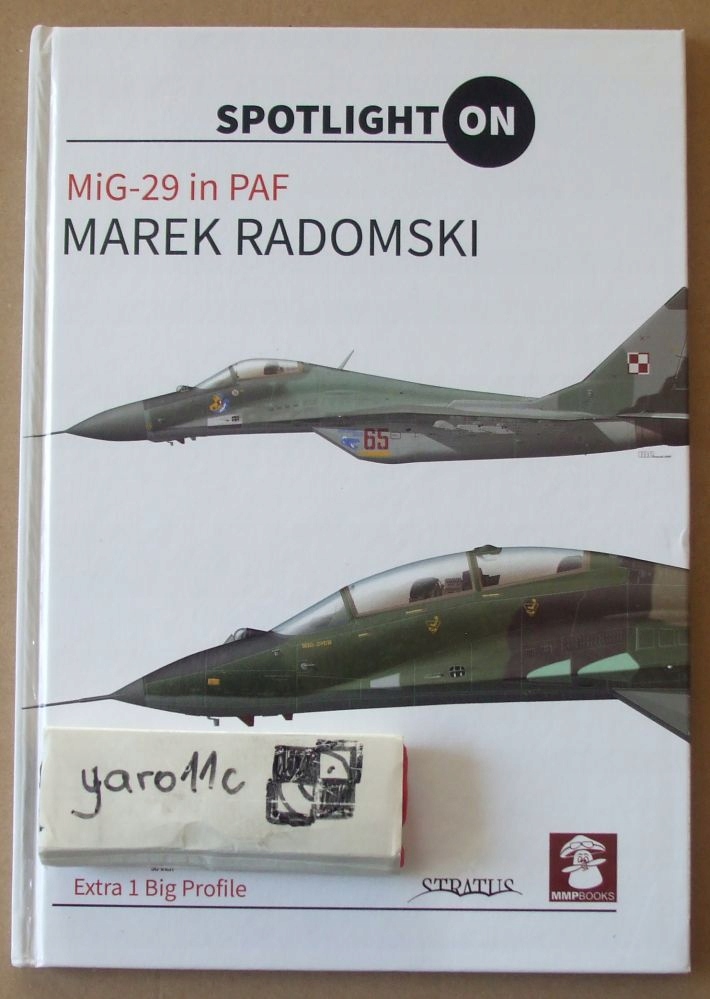 SPOTLIGHT ON
MiG-29 in PAF
MAREK RADOMSKI
65
yaro11c
Extra 1 Big Profile
STRATUS
MMPBOOKS